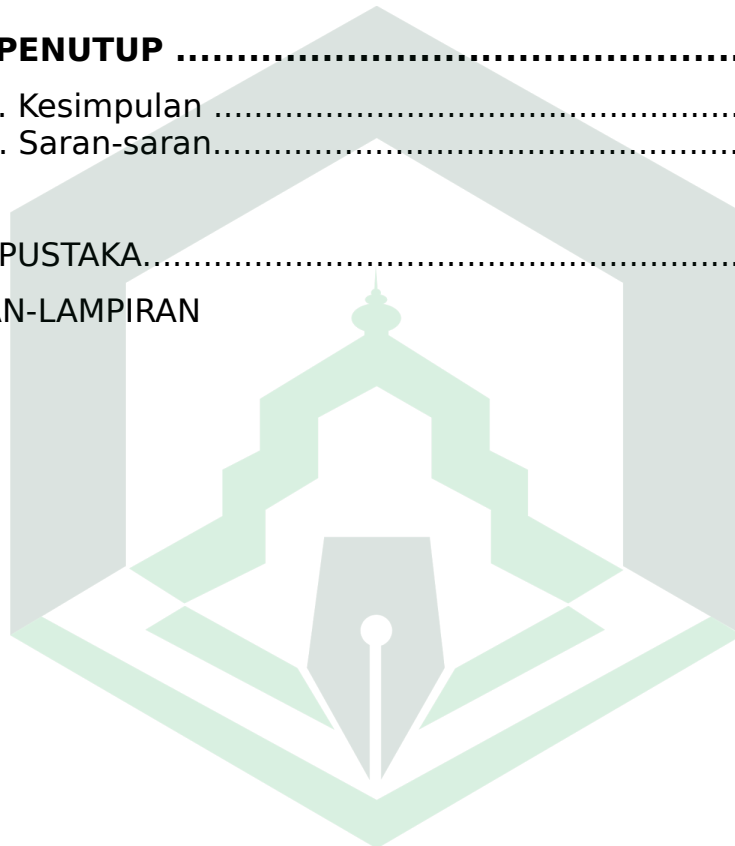 PENUTUP ................................................
. Kesimpulan ......................................................
. Saran-saran......................................................
PUSTAKA..............................................................
N-LAMPIRAN